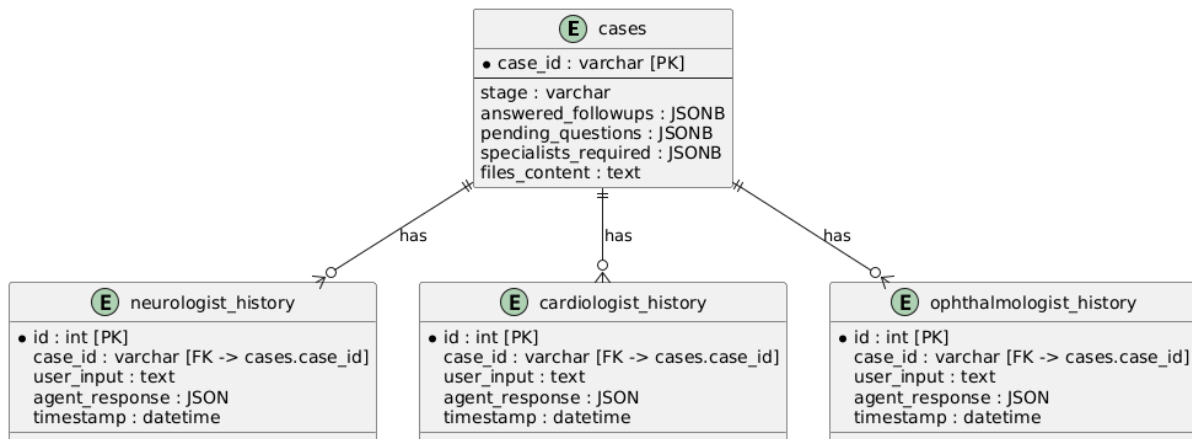 E cases
case_id : varchar [PK]
stage : varchar
answered_followups : JSONB
pending_questions : JSONB
specialists_required : JSONB
files_content : text
has
has
has
E neurologist_history
id : int [PK]
case_id : varchar [FK -> cases.case_id]
user_input : text
agent_response : JSON
timestamp : datetime
E cardiologist_history
id : int [PK]
case_id : varchar [FK -> cases.case_id]
user_input : text
agent_response : JSON
timestamp : datetime
E ophthalmologist_history
id : int [PK]
case_id : varchar [FK -> cases.case_id]
user_input : text
agent_response : JSON
timestamp : datetime